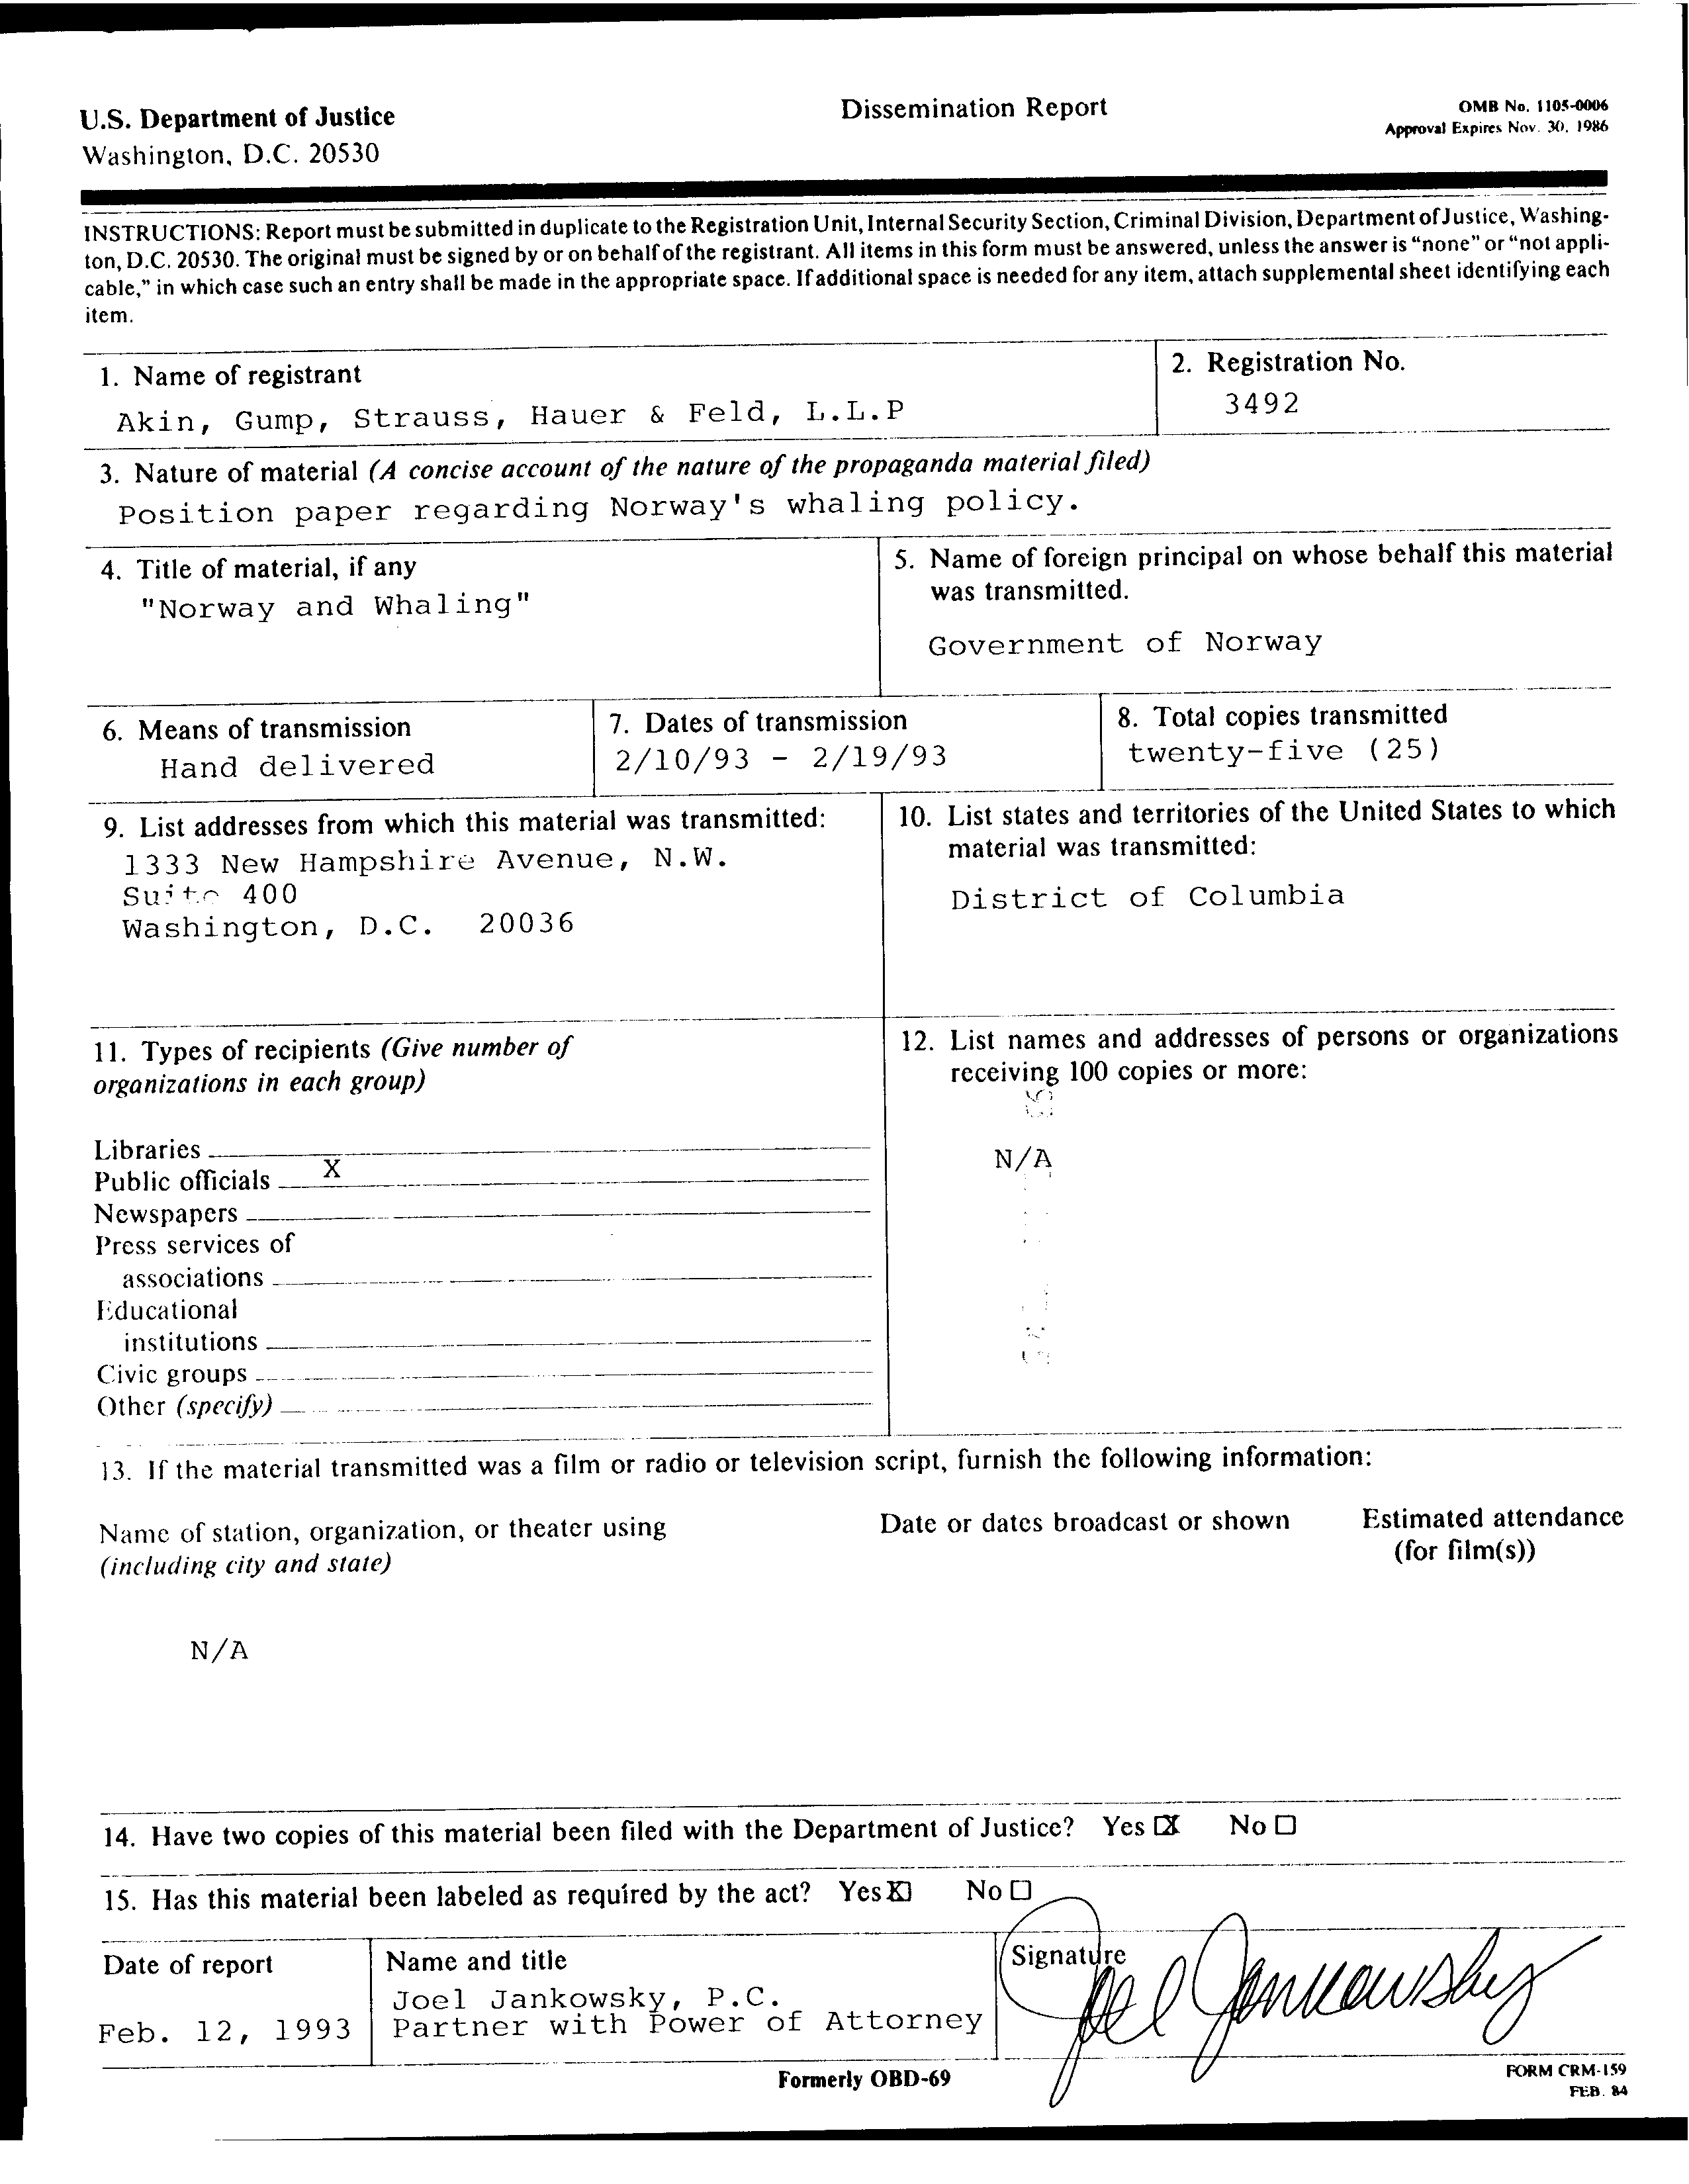 U.S. Department of Justice
Washington, D.C. 20530
Dissemination Report
OMB No. 1105-0006
Approval Expires Nov. 30, 1986
INSTRUCTIONS: Report must be submitted in duplicate to the Registration Unit, Internal Security Section, Criminal Division, Department of Justice, Washing-
ton, D.C. 20530. The original must be signed by or on behalf of the registrant. All items in this form must be answered, unless the answer is "none" or "not appli-
cable," in which case such an entry shall be made in the appropriate space. If additional space is needed for any item, attach supplemental sheet identifying each
item.
1. Name of registrant
Akin, Gump, Strauss, Hauer & Feld, L.L.P
2. Registration No.
3492
3. Nature of material (A concise account of the nature of the propaganda material filed)
Position paper regarding Norway's whaling policy.
4. Title of material, if any
"Norway and Whaling"
5. Name of foreign principal on whose behalf this material
was transmitted.
Government of Norway
6. Means of transmission
Hand delivered
7. Dates of transmission
2/10/93 - 2/19/93
8. Total copies transmitted
twenty-five (25)
9. List addresses from which this material was transmitted:
1333 New Hampshire Avenue, N.W.
Suite 400
Washington, D.C. 20036
10. List states and territories of the United States to which
material was transmitted:
District of Columbia
11. Types of recipients (Give number of
organizations in each group)
Libraries
Public officials X
Newspapers
Press services of
associations
Educational
institutions
Civic groups
Other (specify)
12. List names and addresses of persons or organizations
receiving 100 copies or more:
N/A
13. If the material transmitted was a film or radio or television script, furnish the following information:
Name of station, organization, or theater using
(including city and state)
Date or dates broadcast or shown
Estimated attendance
(for film(s))
N/A
14. Have two copies of this material been filed with the Department of Justice? Yes X No
15. Has this material been labeled as required by the act? Yes X No
Date of report
Feb. 12, 1993
Name and title
Joel Jankowsky, P.C.
Partner with Power of Attorney
Signature
Joel Jankowsky
Formerly OBD-69
FORM CRM-159
FEB. 84